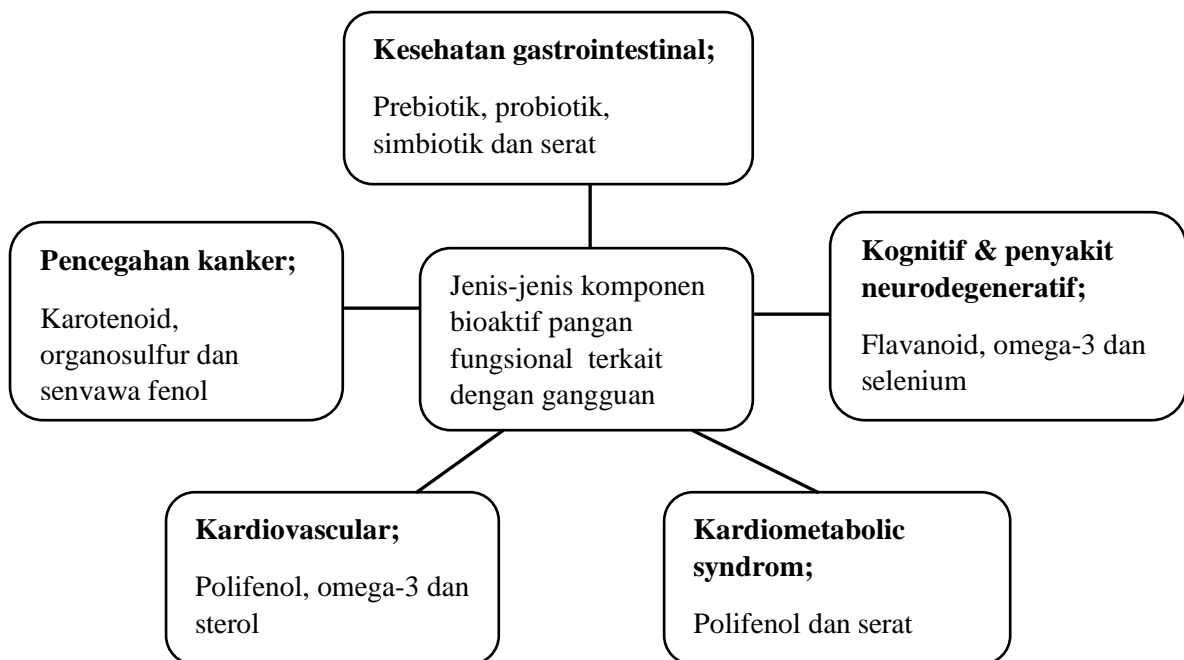 Kesehatan gastrointestinal;
Prebiotik, probiotik,
simbiotik dan serat
Pencegahan kanker;
Karotenoid,
organosulfur dan
senvawa fenol
Jenis-jenis komponen
bioaktif pangan
fungsional terkait
dengan gangguan
Kognitif & penyakit
neurodegeneratif;
Flavanoid, omega-3 dan
selenium
Kardiovascular;
Polifenol, omega-3 dan
sterol
Kardiometabolic
syndrom;
Polifenol dan serat